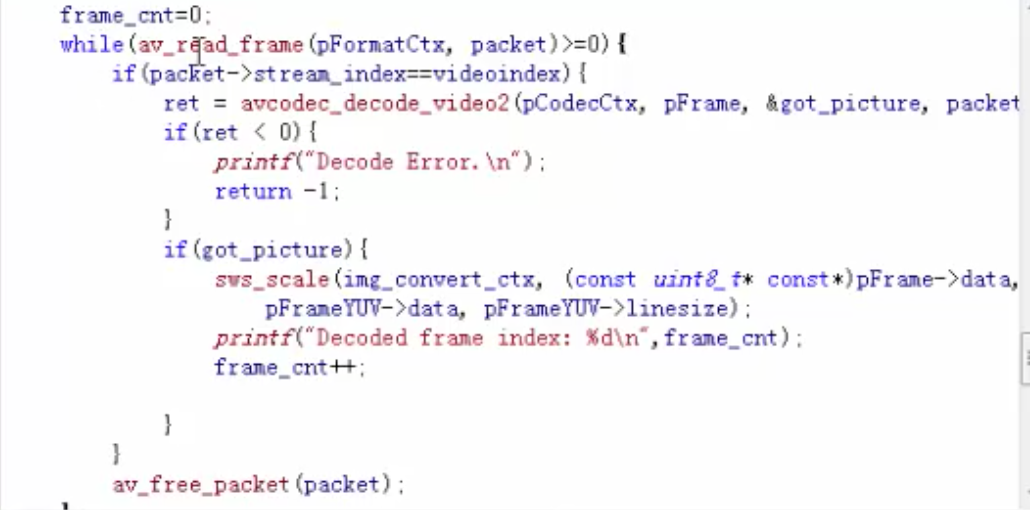 frame_cnt=0;
while(av_read_frame(pFormatCtx, packet)>=0){
if(packet->stream_index==videoindex){
ret = avcodec_decode_video2(pCodecCtx, pFrame, &got_picture, packet
if(ret < 0){
printf("Decode Error.\n");
return -1;
}
if(got_picture){
sws_scale(img_convert_ctx, (const uint8_t* const*)pFrame->data,
pFrameYUV->data, pFrameYUV->linesize);
printf("Decoded frame index: %d\n",frame_cnt);
frame_cnt++;
}
}
av_free_packet(packet);